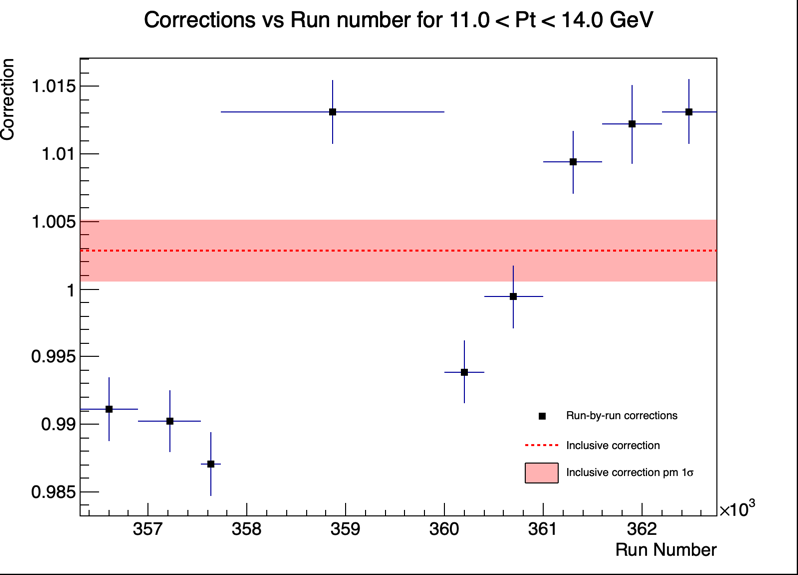 Corrections vs Run number for 11.0 < Pt < 14.0 GeV
Correction
1.015
1.01
1.005
1
0.995
0.99
0.985
Run-by-run corrections
Inclusive correction
Inclusive correction pm 1σ
357 358 359 360 361 362
×10³
Run Number